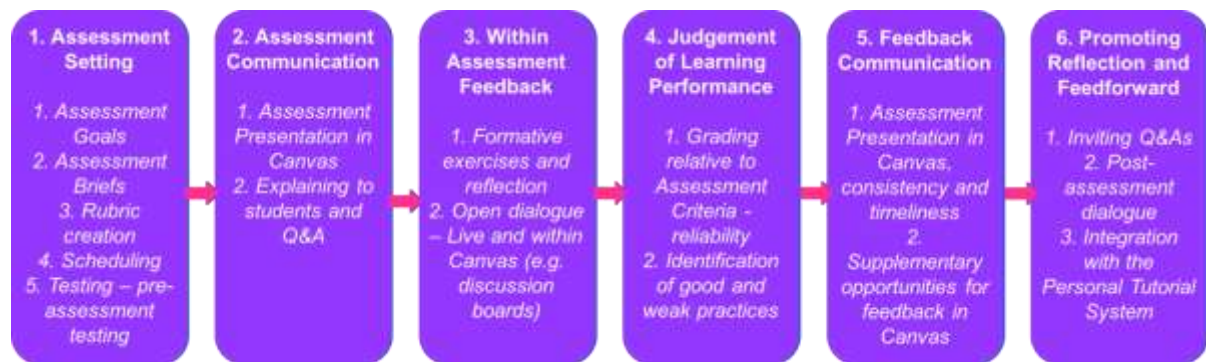 1. Assessment
Setting
1. Assessment
Goals
2. Assessment
Briefs
3. Rubric
creation
4. Scheduling
5. Testing – pre-
assessment
testing
2. Assessment
Communication
1. Assessment
Presentation in
Canvas
2. Explaining to
students and
Q&A
3. Within
Assessment
Feedback
1. Formative
exercises and
reflection
2. Open dialogue
– Live and within
Canvas (e.g.
discussion
boards)
4. Judgement
of Learning
Performance
1. Grading
relative to
Assessment
Criteria -
reliability
2. Identification
of good and
weak practices
5. Feedback
Communication
1. Assessment
Presentation in
Canvas,
consistency and
timeliness
2.
Supplementary
opportunities for
feedback in
Canvas
6. Promoting
Reflection and
Feedforward
1. Inviting Q&As
2. Post-
assessment
dialogue
3. Integration
with the
Personal Tutorial
System